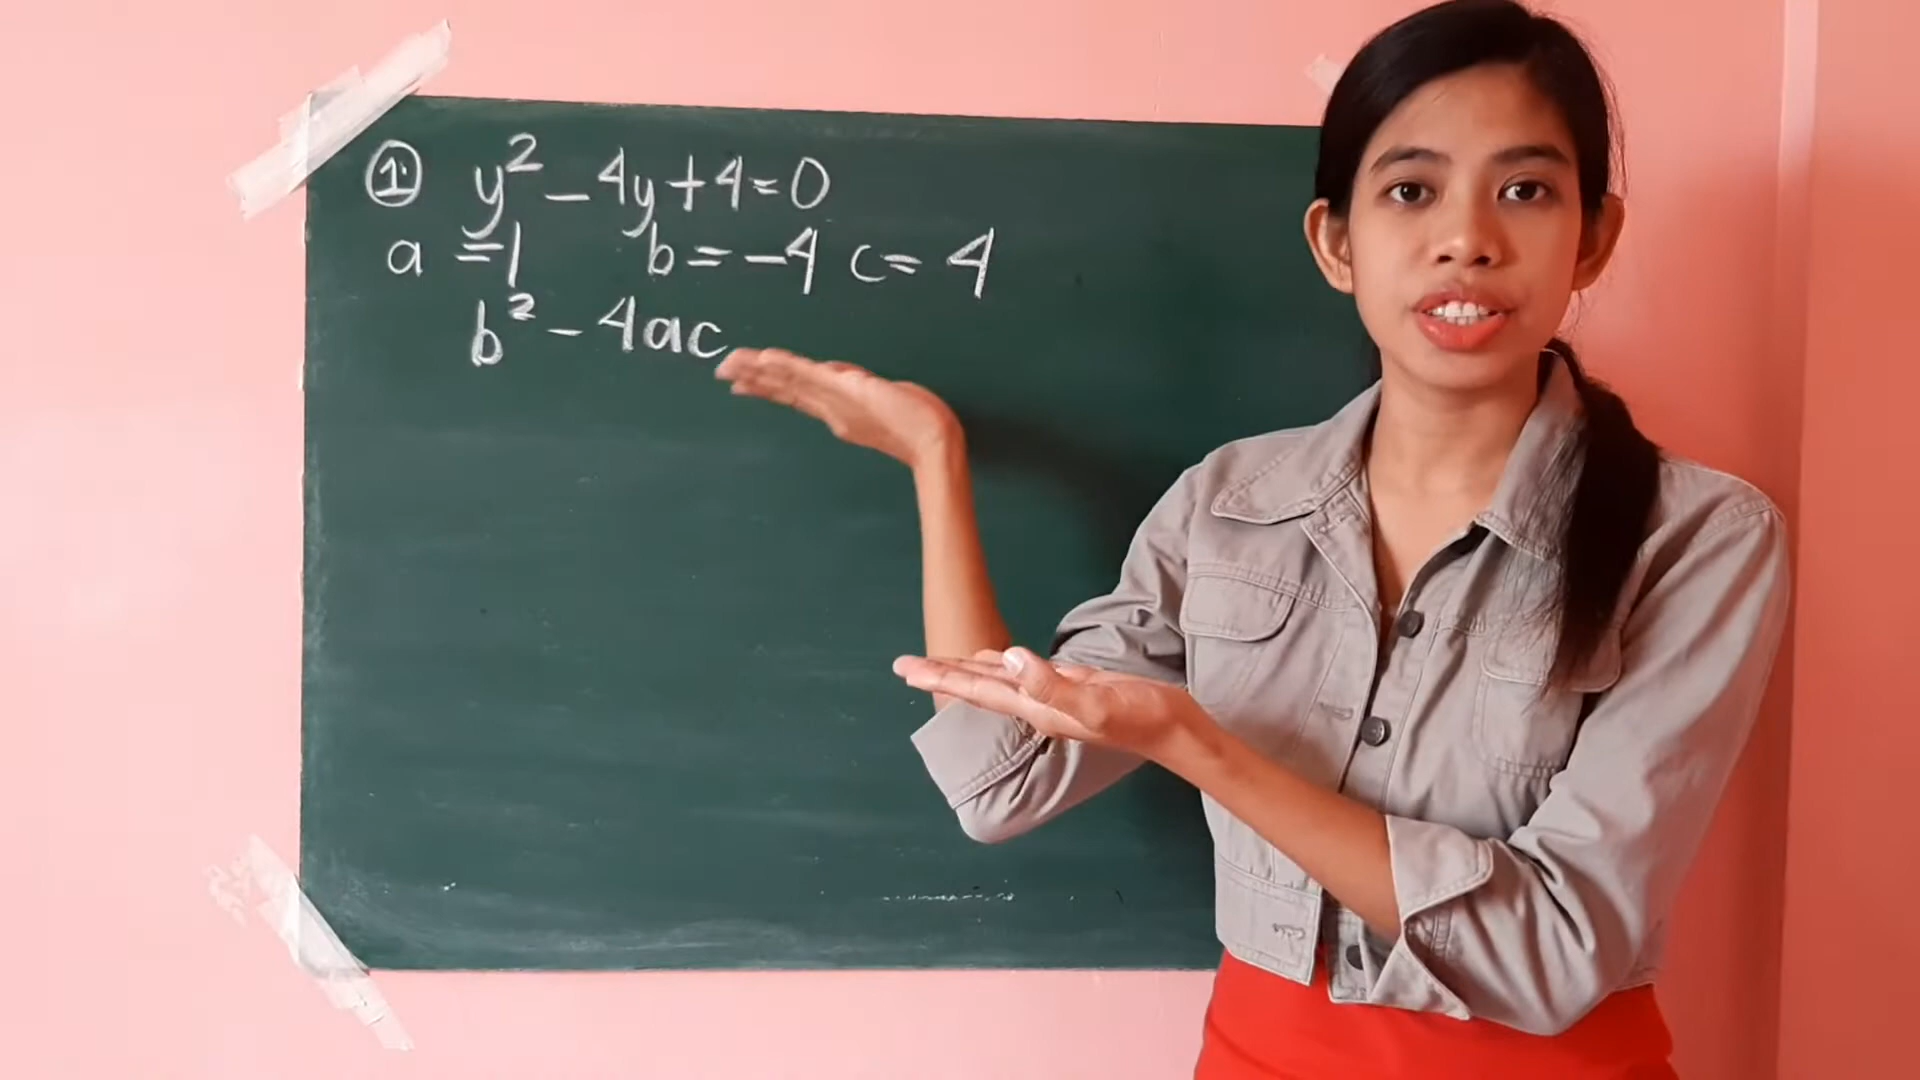 ① y² - 4y + 4 = 0
a = 1 b = -4 c = 4
b² - 4ac